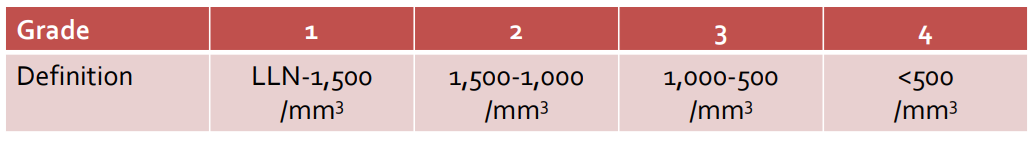 Grade 1 2 3 4
Definition LLN-1,500 1,500-1,000 1,000-500 <500
/mm3 /mm3 /mm3 /mm3